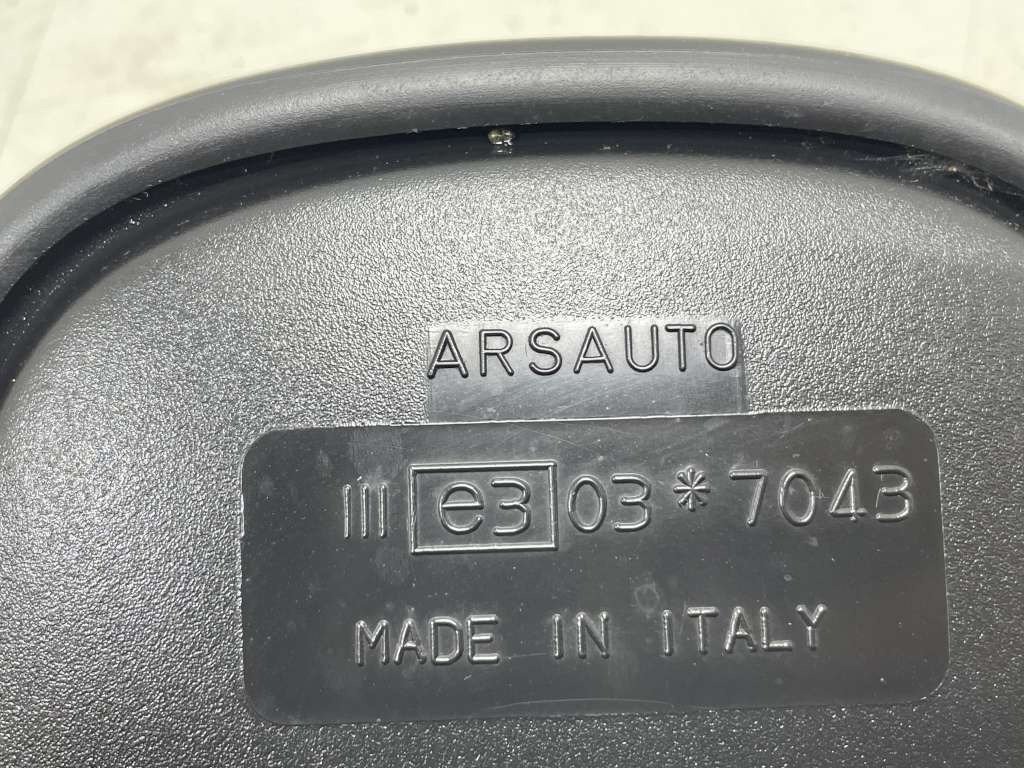 ARSAUTO
III e3 03*7043
MADE IN ITALY